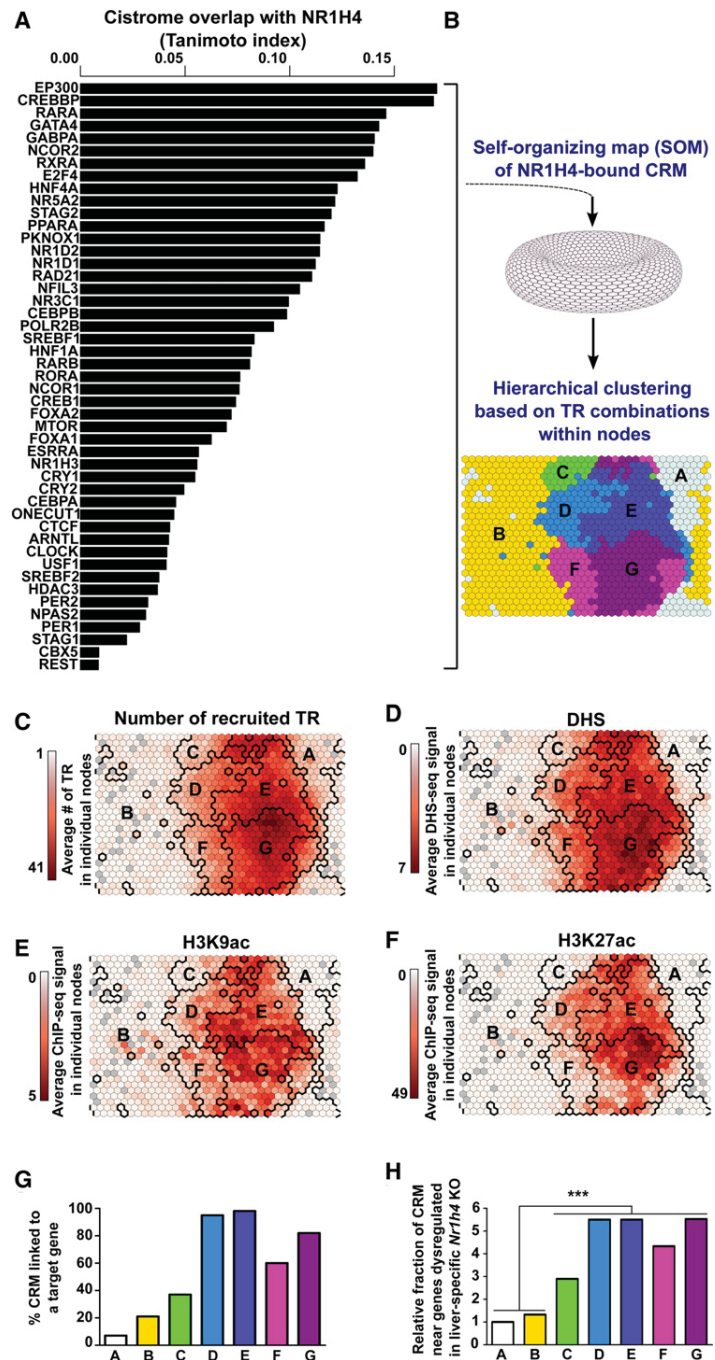 A
Cistrome overlap with NR1H4
(Tanimoto index)
0.00
0.05
0.10
0.15
EP300
CREBBP
RARA
GATA4
GABPA
NCOR2
RXRA
E2F4
HNF4A
NR5A2
STAG2
PPARA
PKNOX1
NR1D2
NR1D1
RAD21
NFIL3
NR3C1
CEBPB
POLR2B
SREBF1
HNF1A
RARB
RORA
NCOR1
CREB1
FOXA2
MTOR
FOXA1
ESRRA
NR1H3
CRY1
CRY2
CEBPA
ONECUT1
CTCF
ARNTL
CLOCK
USF1
SREBF2
HDAC3
PER2
NPAS2
PER1
STAG1
CBX5
REST
B
Self-organizing map (SOM)
of NR1H4-bound CRM
Hierarchical clustering
based on TR combinations
within nodes
C
A
D
E
B
F
G
C
Number of recruited TR
1
41
Average # of TR
in individual nodes
C
A
D
E
B
F
G
D
DHS
0
7
Average DHS-seq signal
in individual nodes
C
A
D
E
B
F
G
E
H3K9ac
0
5
Average ChIP-seq signal
in individual nodes
C
A
D
E
B
F
G
F
H3K27ac
0
49
Average ChIP-seq signal
in individual nodes
C
A
D
E
B
F
G
G
% CRM linked to
a target gene
100
80
60
40
20
0
A B C D E F G
H
Relative fraction of CRM
near genes dysregulated
in liver-specific Nr1h4 KO
6
5
4
3
2
1
0
***
A B C D E F G